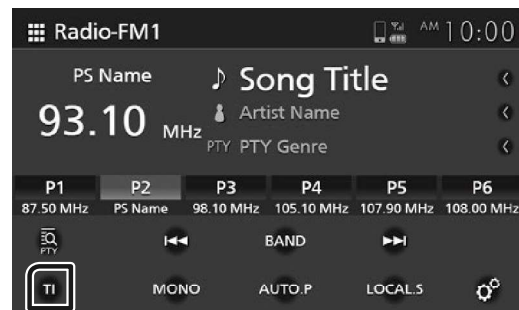 Radio-FM1 AM 10:00
PS Name
Song Title
93.10 MHz
Artist Name
PTY PTY Genre
P1 P2 P3 P4 P5 P6
87.50 MHz PS Name 98.10 MHz 105.10 MHz 107.90 MHz 108.00 MHz
PTY BAND
TI MONO AUTO.P LOCAL.S